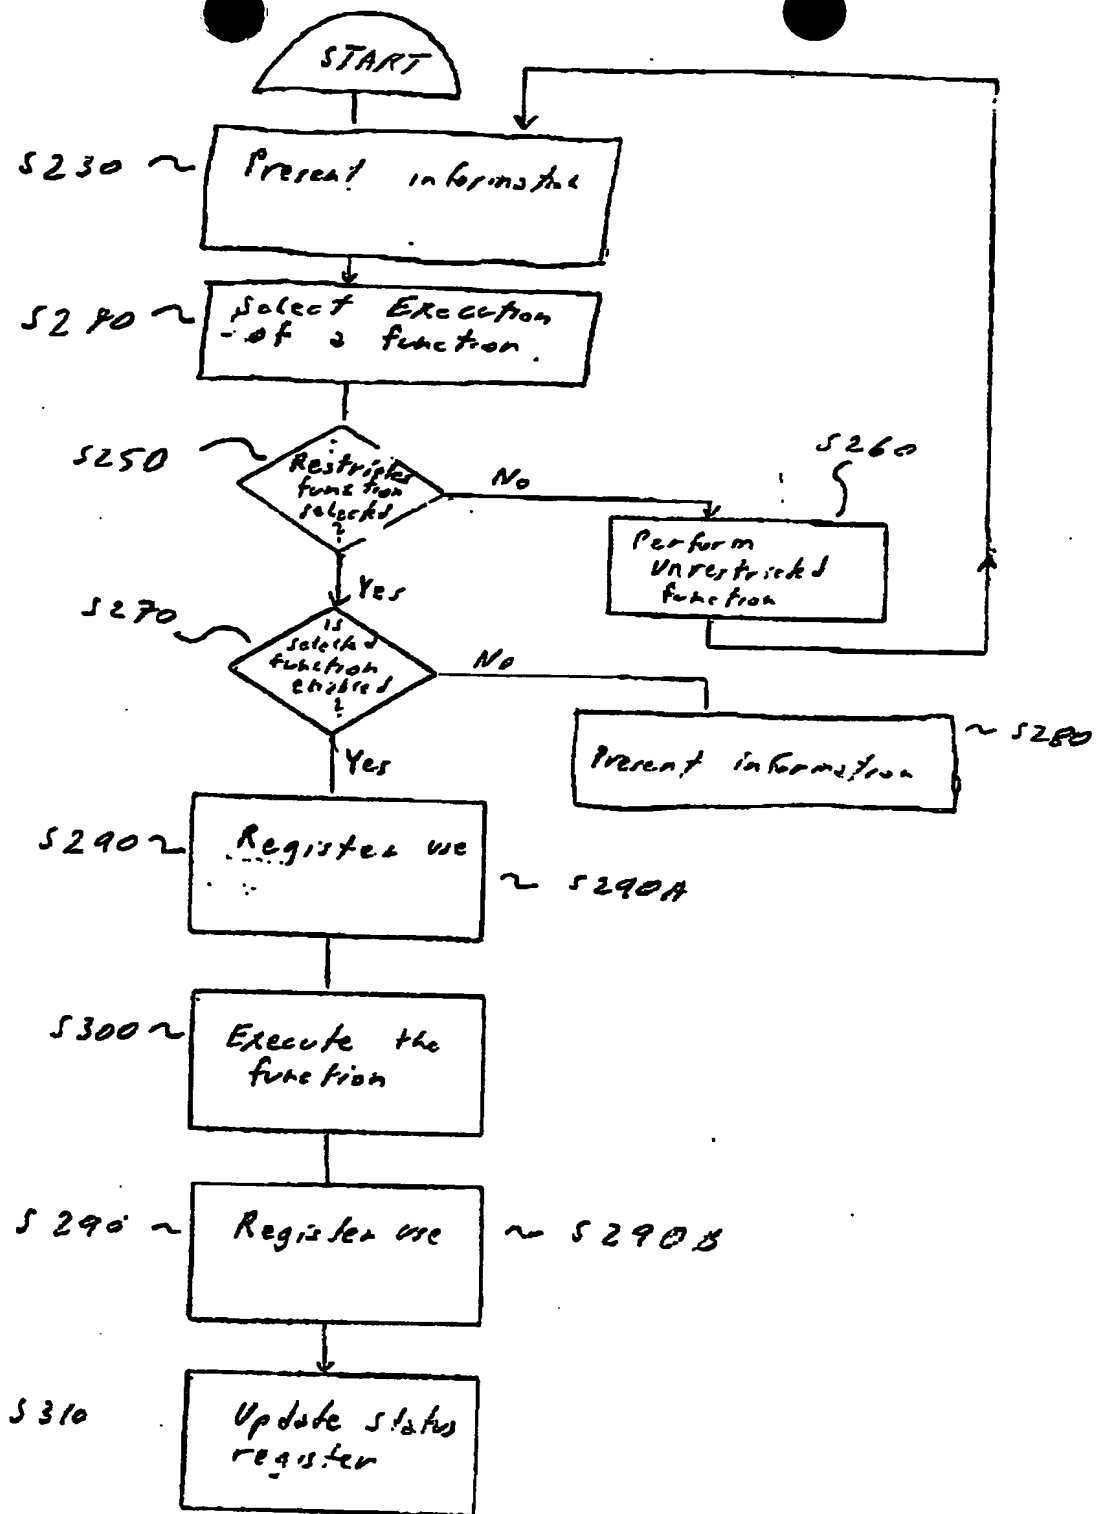 START
S230
Present information
S240
Select Execution
of a function.
S250
Restricted
function
selected
?
No
S260
Perform
unrestricted
function
Yes
S270
is
selected
function
enabled
?
No
S280
Present information
Yes
S290
Register use
S290A
S300
Execute the
function
S290
Register use
S290B
S310
Update status
register